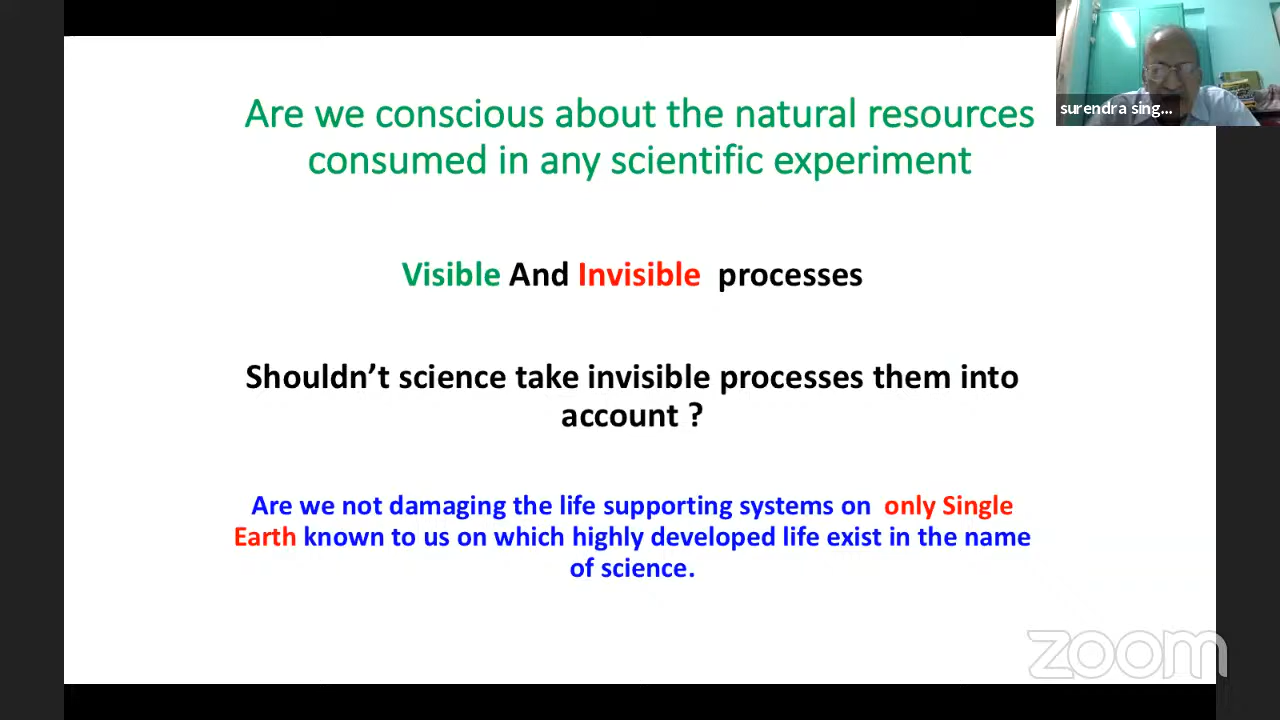 Are we conscious about the natural resources
consumed in any scientific experiment
surendra sing...
Visible And Invisible processes
Shouldn’t science take invisible processes them into
account ?
Are we not damaging the life supporting systems on only Single
Earth known to us on which highly developed life exist in the name
of science.
zoom